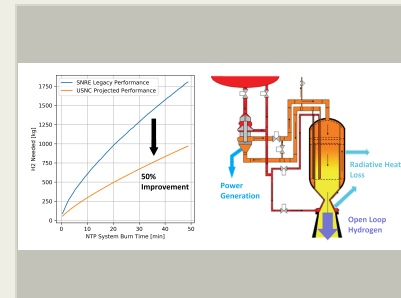 SNRE Legacy Performance
USNC Projected Performance
H2 Needed [kg]
1750
1500
1250
1000
750
500
250
0
50%
Improvement
0
10
20
30
40
50
NTP System Burn Time [min]
Power
Generation
Radiative Heat
Loss
Open Loop
Hydrogen